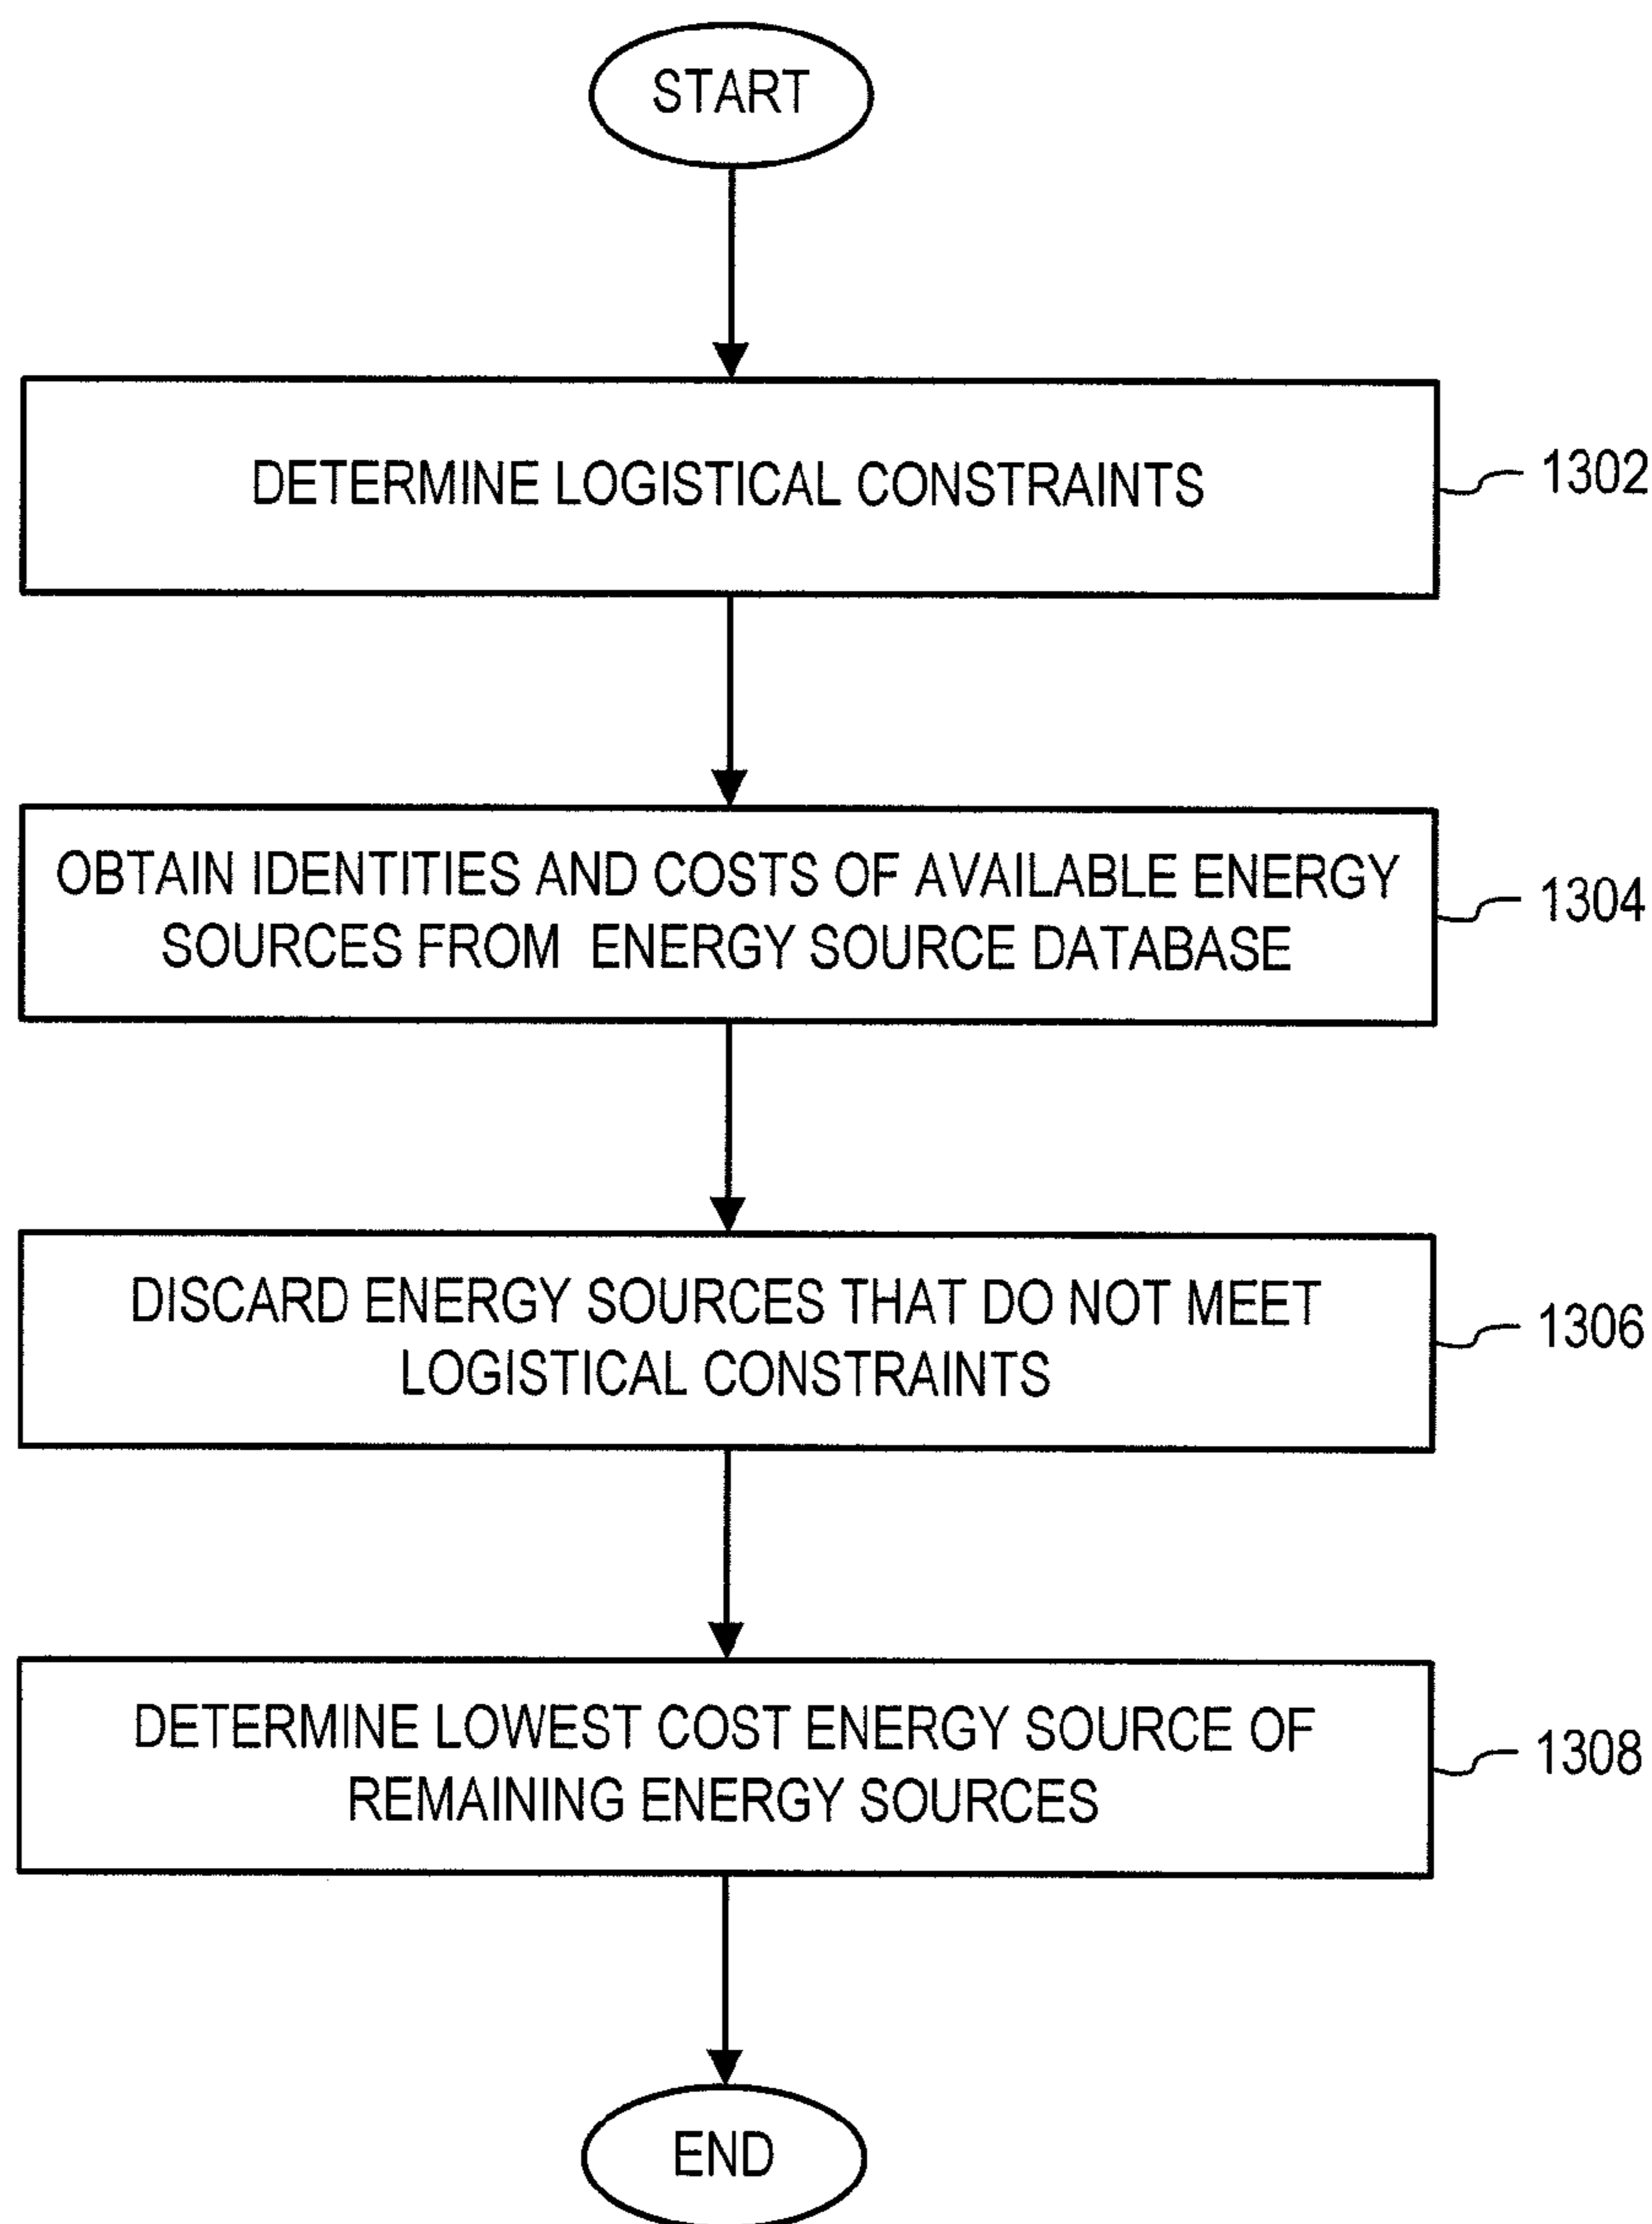 START
DETERMINE LOGISTICAL CONSTRAINTS
1302
OBTAIN IDENTITIES AND COSTS OF AVAILABLE ENERGY
SOURCES FROM ENERGY SOURCE DATABASE
1304
DISCARD ENERGY SOURCES THAT DO NOT MEET
LOGISTICAL CONSTRAINTS
1306
DETERMINE LOWEST COST ENERGY SOURCE OF
REMAINING ENERGY SOURCES
1308
END